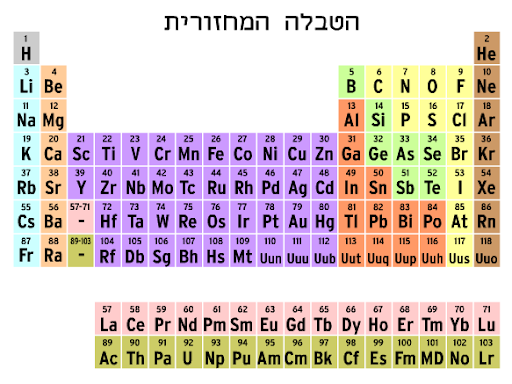 הטבלה המחזורית
1 2
H He
3 4 5 6 7 8 9 10
Li Be B C N O F Ne
11 12 13 14 15 16 17 18
Na Mg Al Si P S Cl Ar
19 20 21 22 23 24 25 26 27 28 29 30 31 32 33 34 35 36
K Ca Sc Ti V Cr Mn Fe Co Ni Cu Zn Ga Ge As Se Br Kr
37 38 39 40 41 42 43 44 45 46 47 48 49 50 51 52 53 54
Rb Sr Y Zr Nb Mo Tc Ru Rh Pd Ag Cd In Sn Sb Te I Xe
55 56 57-71 72 73 74 75 76 77 78 79 80 81 82 83 84 85 86
Cs Ba - Hf Ta W Re Os Ir Pt Au Hg Tl Pb Bi Po At Rn
87 88 89-103 104 105 106 107 108 109 110 111 112 113 114 115 116 117 118
Fr Ra - Rf Db Sg Bh Hs Mt Uun Uuu Uub Uut Uuq Uup Uuh Uus Uuo
57 58 59 60 61 62 63 64 65 66 67 68 69 70 71
La Ce Pr Nd Pm Sm Eu Gd Tb Dy Ho Er Tm Yb Lu
89 90 91 92 93 94 95 96 97 98 99 100 101 102 103
Ac Th Pa U Np Pu Am Cm Bk Cf Es Fm MD No Lr